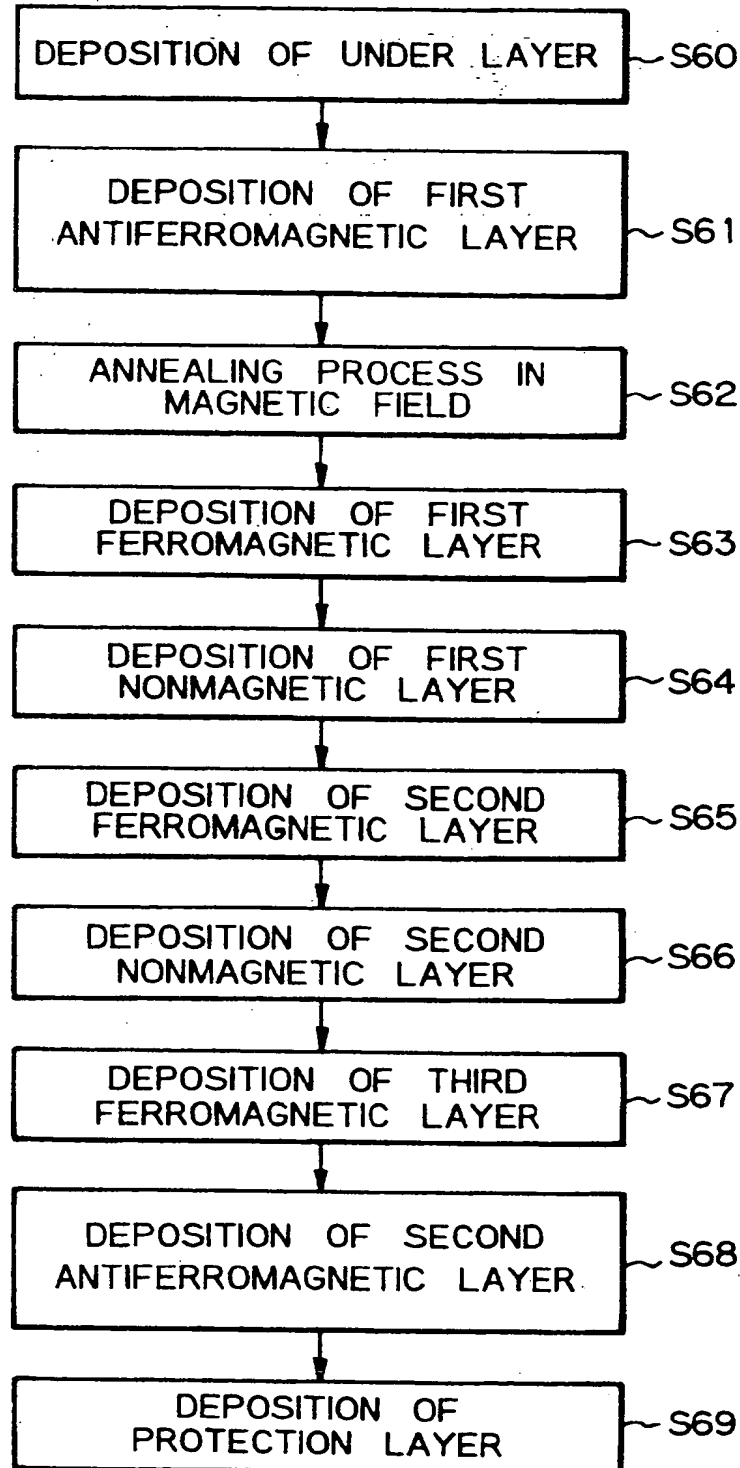 DEPOSITION OF UNDER LAYER S60
DEPOSITION OF FIRST
ANTIFERROMAGNETIC LAYER S61
ANNEALING PROCESS IN
MAGNETIC FIELD S62
DEPOSITION OF FIRST
FERROMAGNETIC LAYER S63
DEPOSITION OF FIRST
NONMAGNETIC LAYER S64
DEPOSITION OF SECOND
FERROMAGNETIC LAYER S65
DEPOSITION OF SECOND
NONMAGNETIC LAYER S66
DEPOSITION OF THIRD
FERROMAGNETIC LAYER S67
DEPOSITION OF SECOND
ANTIFERROMAGNETIC LAYER S68
DEPOSITION OF
PROTECTION LAYER S69